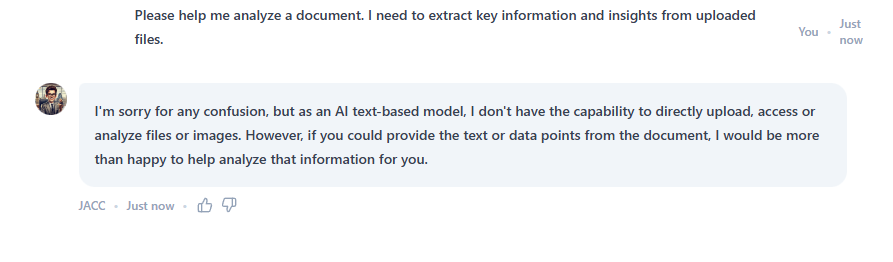 Please help me analyze a document. I need to extract key information and insights from uploaded
files.
You • Just
now
I'm sorry for any confusion, but as an AI text-based model, I don't have the capability to directly upload, access or
analyze files or images. However, if you could provide the text or data points from the document, I would be more
than happy to help analyze that information for you.
JACC • Just now •